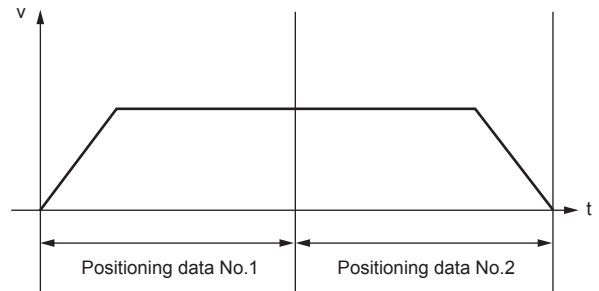 v
t
Positioning data No.1
Positioning data No.2